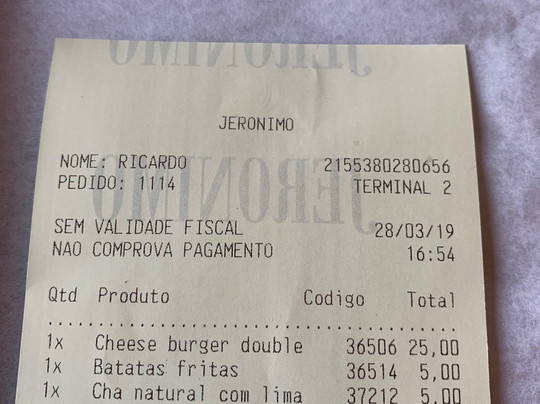 JERONIMO
JERONIMO
NOME: RICARDO 2155380280656
PEDIDO: 1114 TERMINAL 2
JERONIMO
SEM VALIDADE FISCAL 28/03/19
NAO COMPROVA PAGAMENTO 16:54
Qtd Produto Codigo Total
1x Cheese burger double 36506 25,00
1x Batatas fritas 36514 5,00
1x Cha natural com lima 37212 5,00